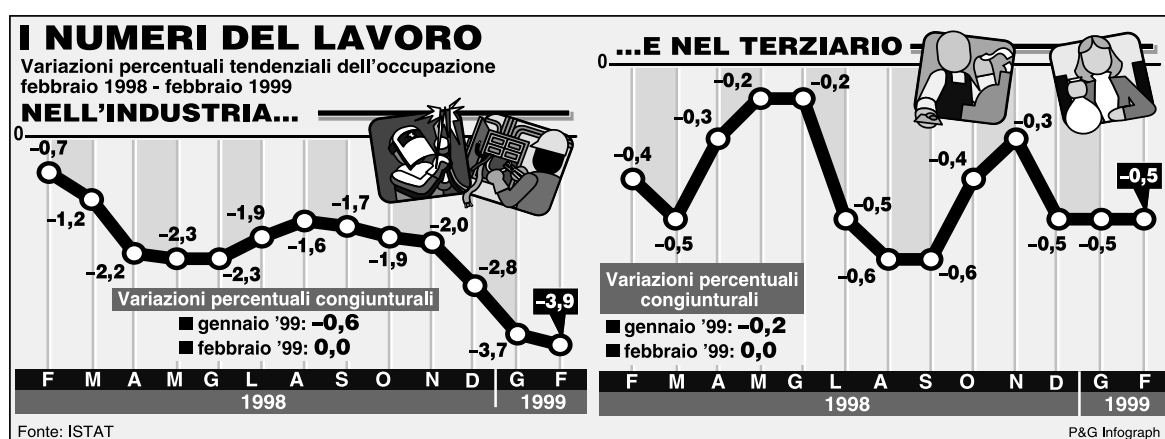 I NUMERI DEL LAVORO
Variazioni percentuali tendenziali dell'occupazione
febbraio 1998 - febbraio 1999
NELL'INDUSTRIA...
0
–0,7
–1,2
–2,2
–2,3
–2,3
–1,9
–1,6
–1,7
–1,9
–2,0
–2,8
–3,7
–3,9
Variazioni percentuali congiunturali
■ gennaio '99: –0,6
■ febbraio '99: 0,0
F M A M G L A S O N D G F
1998 1999
...E NEL TERZIARIO
0
–0,4
–0,5
–0,3
–0,2
–0,2
–0,5
–0,6
–0,6
–0,4
–0,3
–0,5
–0,5
–0,5
Variazioni percentuali
congiunturali
■ gennaio '99: –0,2
■ febbraio '99: 0,0
F M A M G L A S O N D G F
1998 1999
Fonte: ISTAT
P&G Infograph